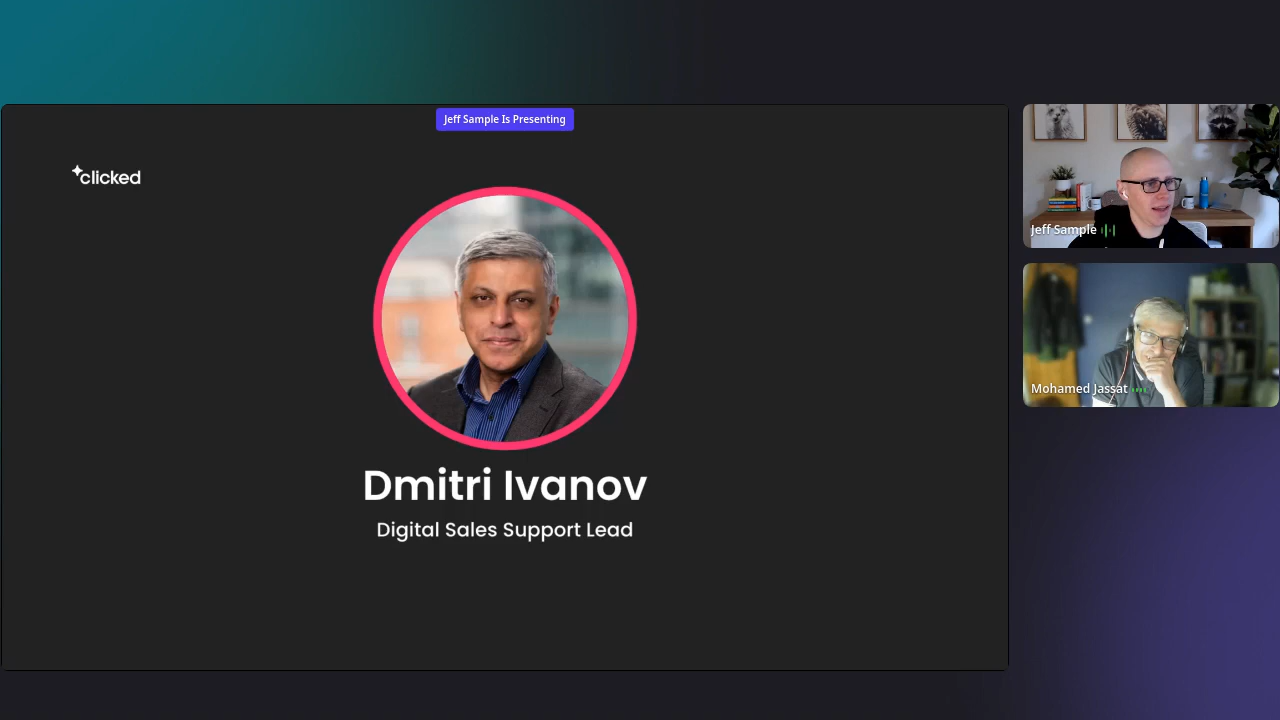 Jeff Sample Is Presenting
clicked
Dmitri Ivanov
Digital Sales Support Lead
Jeff Sample
Mohamed Jassat